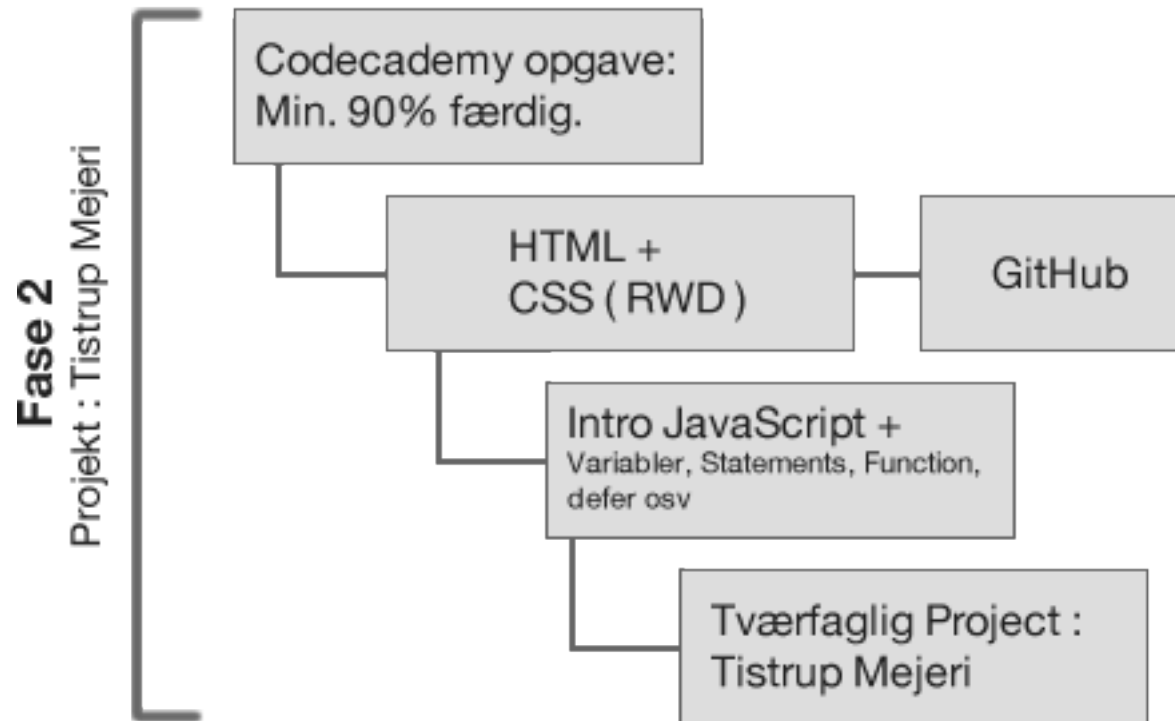 Fase 2
Projekt : Tistrup Mejeri
Codecademy opgave:
Min. 90% færdig.
HTML +
CSS ( RWD )
GitHub
Intro JavaScript +
Variabler, Statements, Function,
defer osv
Tværfaglig Project :
Tistrup Mejeri